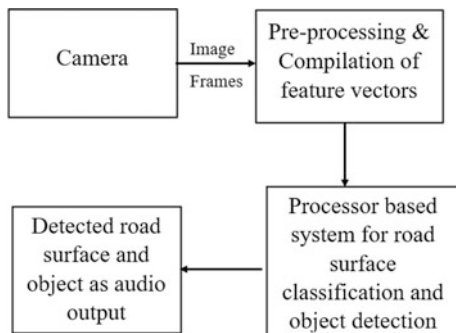 Camera
Image
Frames
Pre-processing &
Compilation of
feature vectors
Processor based
system for road
surface
classification and
object detection
Detected road
surface and
object as audio
output